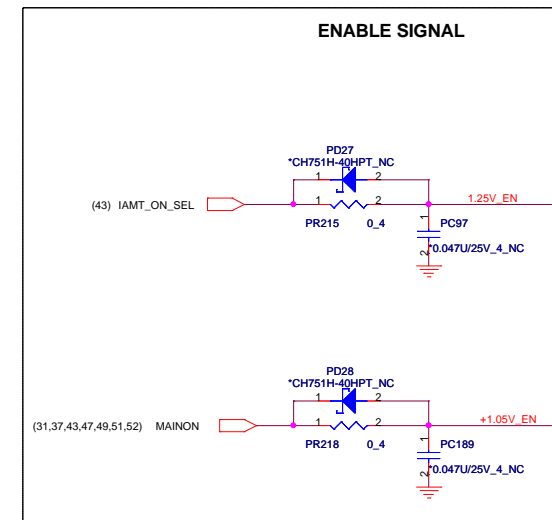 ENABLE SIGNAL
PD27
*CH751H-40HPT_NC
1 2
(43) IAMT_ON_SEL 1 2 1.25V_EN
PR215 0_4
1 PC97
*0.047U/25V_4_NC
2
PD28
*CH751H-40HPT_NC
1 2
(31,37,43,47,49,51,52) MAINON 1 2 +1.05V_EN
PR218 0_4
1 PC189
*0.047U/25V_4_NC
2